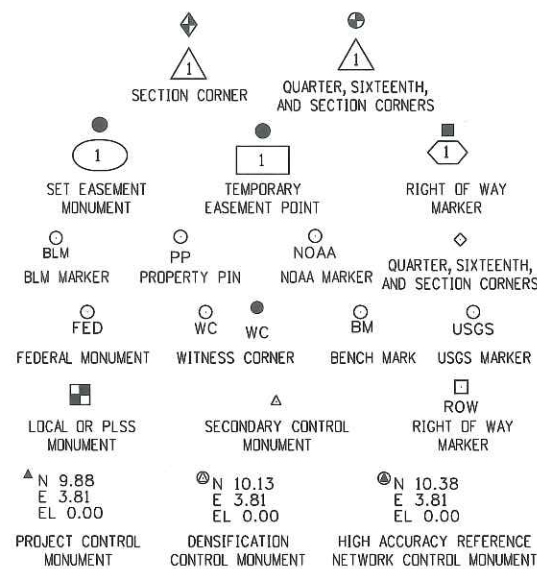 1
1
SECTION CORNER
QUARTER, SIXTEENTH,
AND SECTION CORNERS
1
1
1
SET EASEMENT
MONUMENT
TEMPORARY
EASEMENT POINT
RIGHT OF WAY
MARKER
BLM
PP
NOAA
BLM MARKER
PROPERTY PIN
NOAA MARKER
QUARTER, SIXTEENTH,
AND SECTION CORNERS
FED
WC
WC
BM
USGS
FEDERAL MONUMENT
WITNESS CORNER
BENCH MARK
USGS MARKER
ROW
LOCAL OR PLSS
MONUMENT
SECONDARY CONTROL
MONUMENT
RIGHT OF WAY
MARKER
N 9.88
E 3.81
EL 0.00
N 10.13
E 3.81
EL 0.00
N 10.38
E 3.81
EL 0.00
PROJECT CONTROL
MONUMENT
DENSIFICATION
CONTROL MONUMENT
HIGH ACCURACY REFERENCE
NETWORK CONTROL MONUMENT